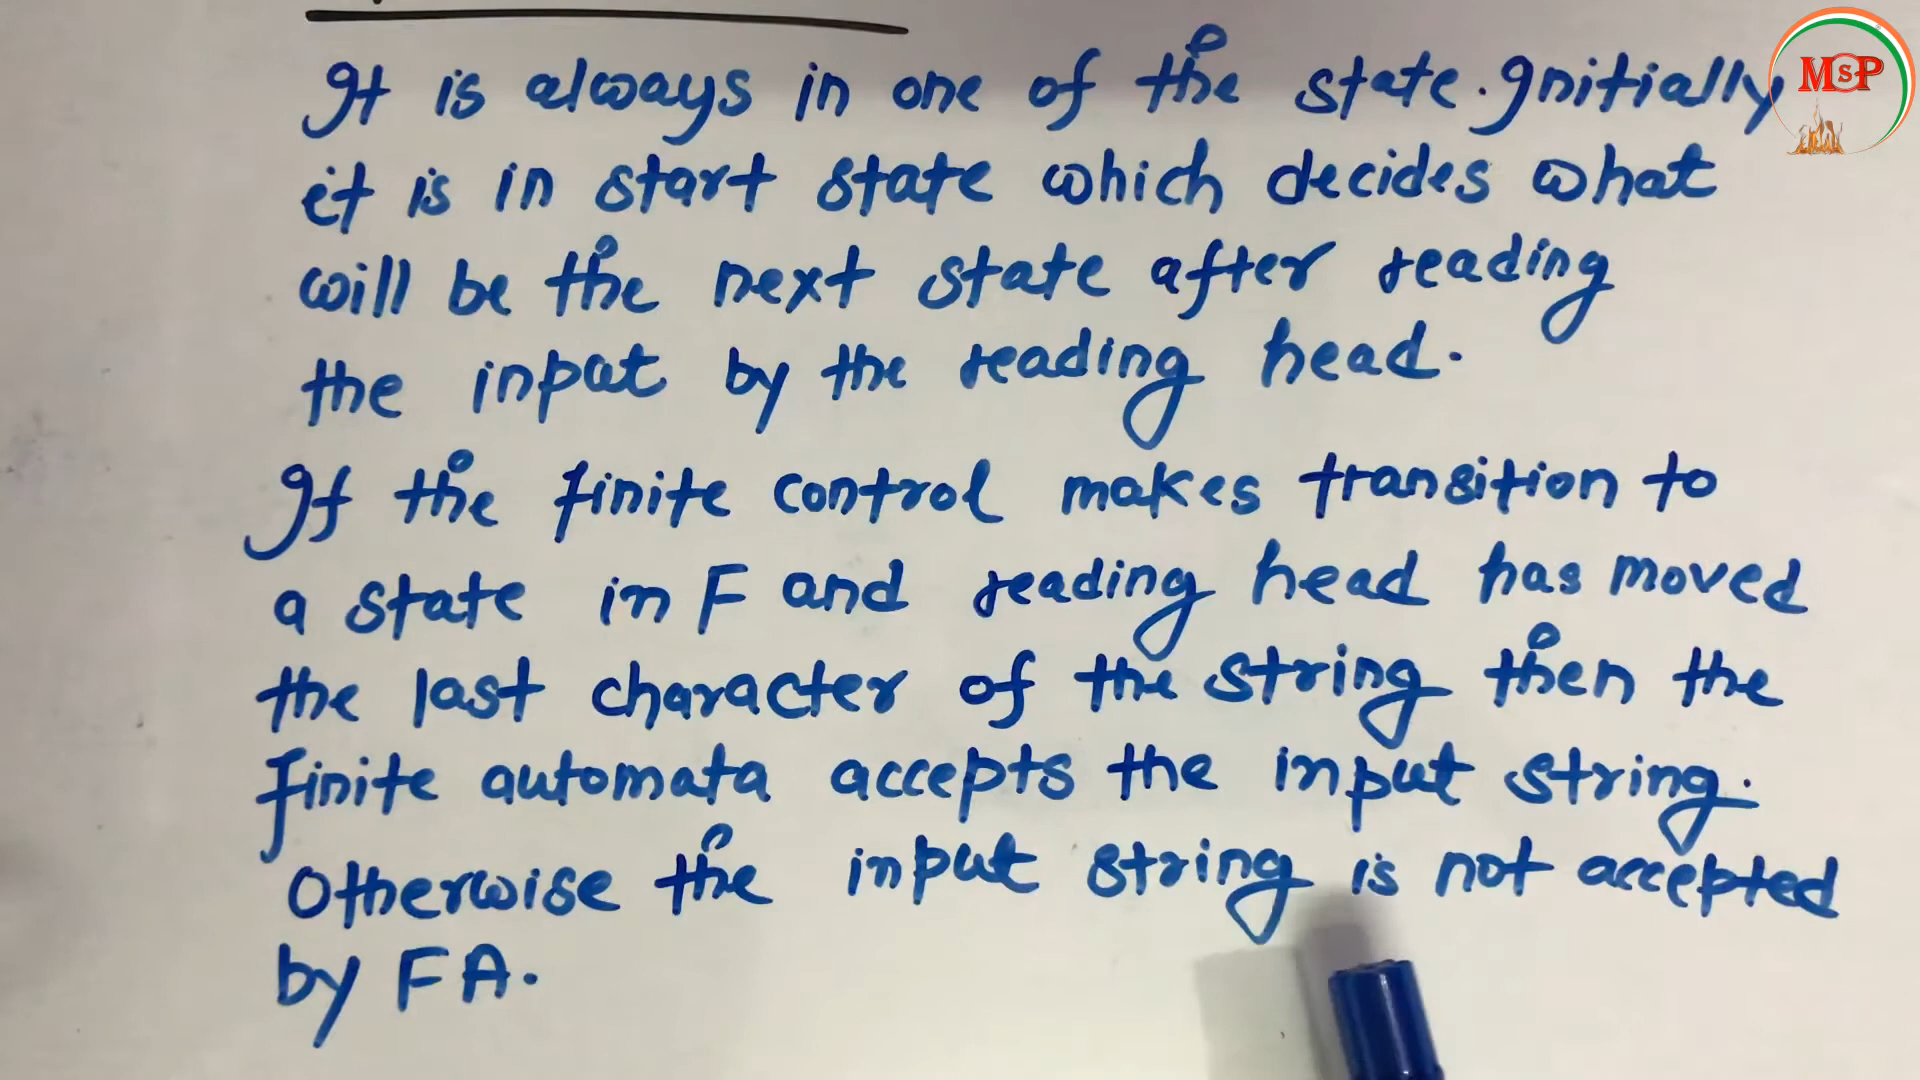 It is always in one of the state. Initially
it is in start state which decides what
will be the next state after reading
the input by the reading head.
If the finite control makes transition to
a state in F and reading head has moved
the last character of the string then the
finite automata accepts the input string.
Otherwise the input string is not accepted
by FA.
MSP